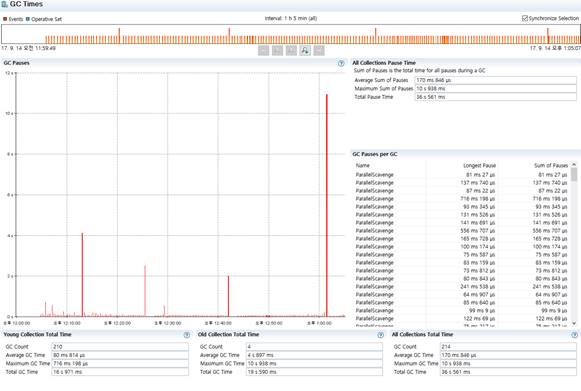 GC Times
Events Operative Set
Interval: 1 h 5 min (all)
Synchronize Selection
17. 9. 14 오전 11:59:49
17. 9. 14 오후 1:05:07
GC Pauses
12 s
10 s
8 s
6 s
4 s
2 s
0 s
오후 12:00:00
오후 12:10:00
오후 12:20:00
오후 12:30:00
오후 12:40:00
오후 12:50:00
오후 1:00:00
All Collections Pause Time
Sum of Pauses is the total time for all pauses during a GC
Average Sum of Pauses 170 ms 846 µs
Maximum Sum of Pauses 10 s 938 ms
Total Pause Time 36 s 561 ms
GC Pauses per GC
Name Longest Pause Sum of Pauses
ParallelScavenge 81 ms 27 µs 81 ms 27 µs
ParallelScavenge 137 ms 740 µs 137 ms 740 µs
ParallelScavenge 87 ms 22 µs 87 ms 22 µs
ParallelScavenge 716 ms 198 µs 716 ms 198 µs
ParallelScavenge 93 ms 345 µs 93 ms 345 µs
ParallelScavenge 131 ms 526 µs 131 ms 526 µs
ParallelScavenge 141 ms 691 µs 141 ms 691 µs
ParallelScavenge 556 ms 707 µs 556 ms 707 µs
ParallelScavenge 165 ms 728 µs 165 ms 728 µs
ParallelScavenge 100 ms 174 µs 100 ms 174 µs
ParallelScavenge 75 ms 587 µs 75 ms 587 µs
ParallelScavenge 83 ms 159 µs 83 ms 159 µs
ParallelScavenge 73 ms 812 µs 73 ms 812 µs
ParallelScavenge 80 ms 843 µs 80 ms 843 µs
ParallelScavenge 241 ms 538 µs 241 ms 538 µs
ParallelScavenge 64 ms 907 µs 64 ms 907 µs
ParallelScavenge 85 ms 640 µs 85 ms 640 µs
ParallelScavenge 99 ms 9 µs 99 ms 9 µs
ParallelScavenge 122 ms 69 µs 122 ms 69 µs
ParallelScavenge
Young Collection Total Time
GC Count 210
Average GC Time 80 ms 814 µs
Maximum GC Time 716 ms 198 µs
Total GC Time 16 s 971 ms
Old Collection Total Time
GC Count 4
Average GC Time 4 s 897 ms
Maximum GC Time 10 s 938 ms
Total GC Time 19 s 590 ms
All Collections Total Time
GC Count 214
Average GC Time 170 ms 846 µs
Maximum GC Time 10 s 938 ms
Total GC Time 36 s 561 ms